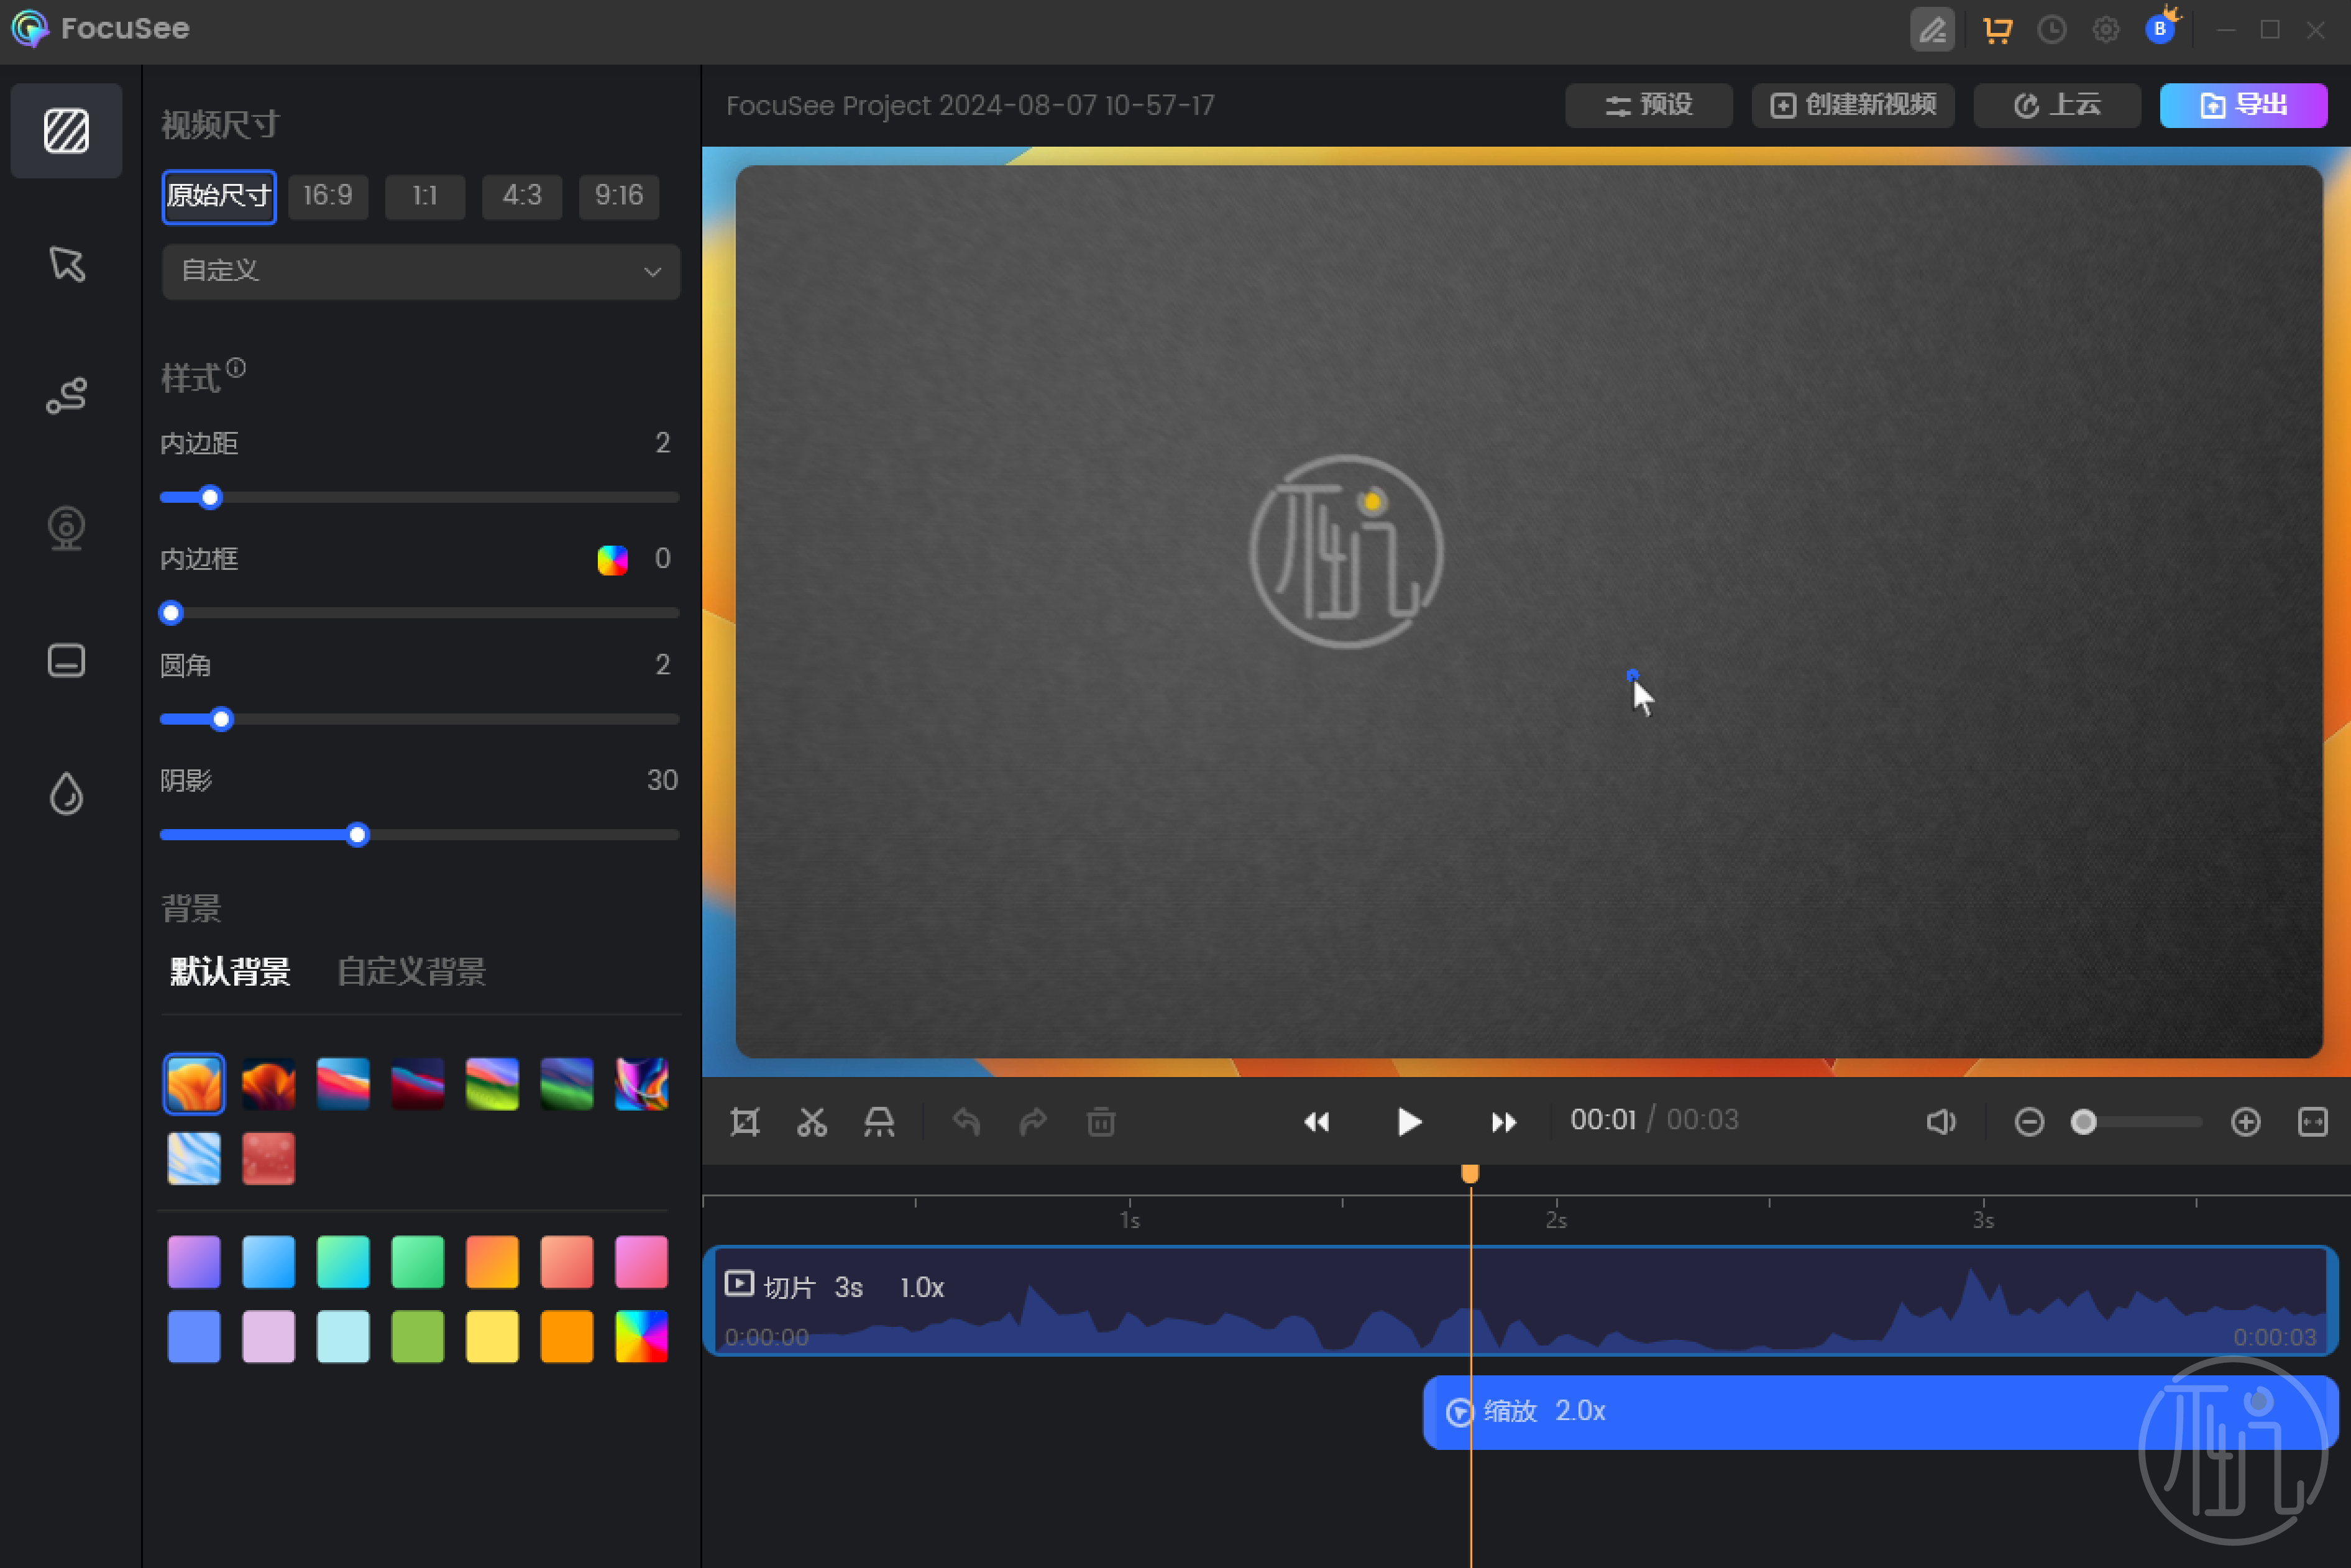 FocuSee
B
视频尺寸
原始尺寸 16:9 1:1 4:3 9:16
自定义
样式
内边距 2
内边框 0
圆角 2
阴影 30
背景
默认背景 自定义背景
FocuSee Project 2024-08-07 10-57-17
预设 创建新视频 上云 导出
00:01 / 00:03
1s 2s 3s
切片 3s 1.0x
0:00:00 0:00:03
缩放 2.0x